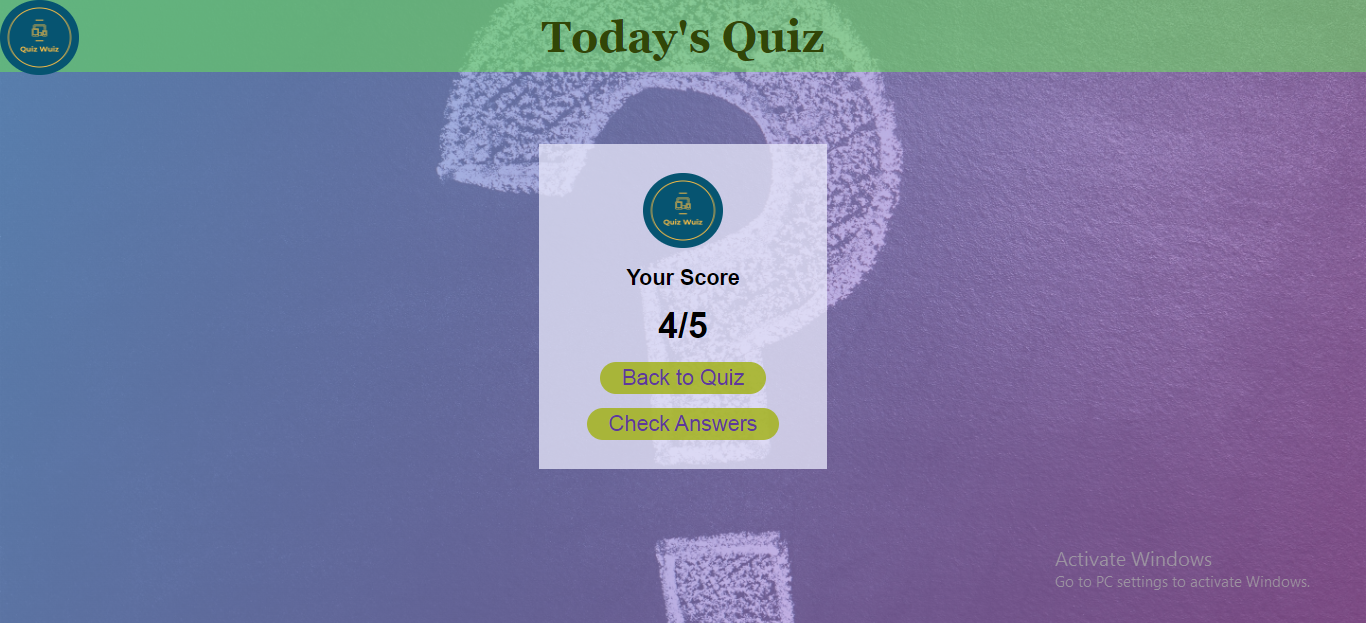 Quiz Wuiz
Today's Quiz
Quiz Wuiz
Your Score
4/5
Back to Quiz
Check Answers
Activate Windows
Go to PC settings to activate Windows.